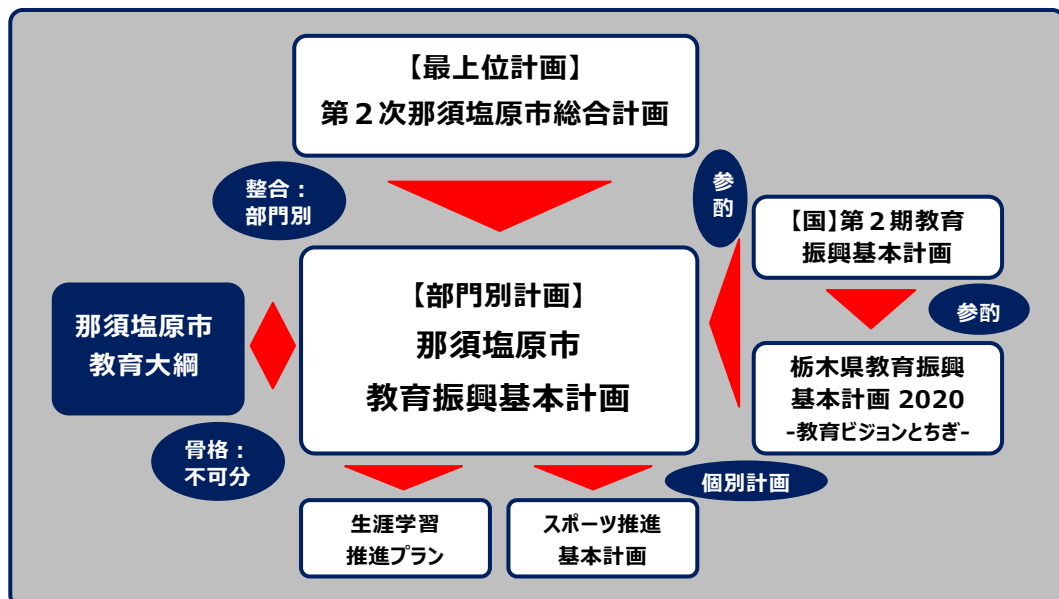 【最上位計画】
第２次那須塩原市総合計画
整合：
部門別
参
酌
【国】第２期教育
振興基本計画
参酌
【部門別計画】
那須塩原市
教育振興基本計画
那須塩原市
教育大綱
骨格：
不可分
栃木県教育振興
基本計画 2020
-教育ビジョンとちぎ-
個別計画
生涯学習
推進プラン
スポーツ推進
基本計画